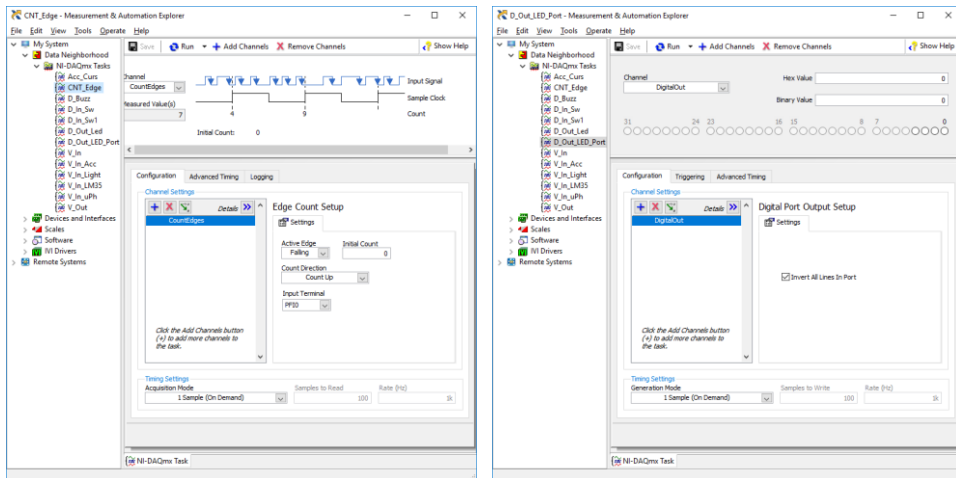 CNT_Edge - Measurement & Automation Explorer
File Edit View Tools Operate Help
My System
Data Neighborhood
NI-DAQmx Tasks
Acc_Curs
CNT_Edge
D_Buzz
D_In_Sw
D_In_Sw1
D_Out_Led
D_Out_LED_Port
V_In
V_In_Acc
V_In_Light
V_In_LM35
V_In_uPh
V_Out
Devices and Interfaces
Scales
Software
IVI Drivers
Remote Systems
Save Run Add Channels Remove Channels Show Help
Channel
CountEdges
Measured Value(s)
7
Input Signal
Sample Clock
4 9 Count
Initial Count: 0
Configuration Advanced Timing Logging
Channel Settings
Details
CountEdges
Click the Add Channels button
(+) to add more channels to
the task.
Edge Count Setup
Settings
Active Edge Initial Count
Falling 0
Count Direction
Count Up
Input Terminal
PFI0
Timing Settings
Acquisition Mode Samples to Read Rate (Hz)
1 Sample (On Demand) 100 1k
NI-DAQmx Task
D_Out_LED_Port - Measurement & Automation Explorer
File Edit View Tools Operate Help
My System
Data Neighborhood
NI-DAQmx Tasks
Acc_Curs
CNT_Edge
D_Buzz
D_In_Sw
D_In_Sw1
D_Out_Led
D_Out_LED_Port
V_In
V_In_Acc
V_In_Light
V_In_LM35
V_In_uPh
V_Out
Devices and Interfaces
Scales
Software
IVI Drivers
Remote Systems
Save Run Add Channels Remove Channels Show Help
Channel
DigitalOut
Hex Value 0
Binary Value 0
31 24 23 16 15 8 7 0
Configuration Triggering Advanced Timing
Channel Settings
Details
DigitalOut
Click the Add Channels button
(+) to add more channels to
the task.
Digital Port Output Setup
Settings
Invert All Lines In Port
Timing Settings
Generation Mode Samples to Write Rate (Hz)
1 Sample (On Demand) 100 1k
NI-DAQmx Task